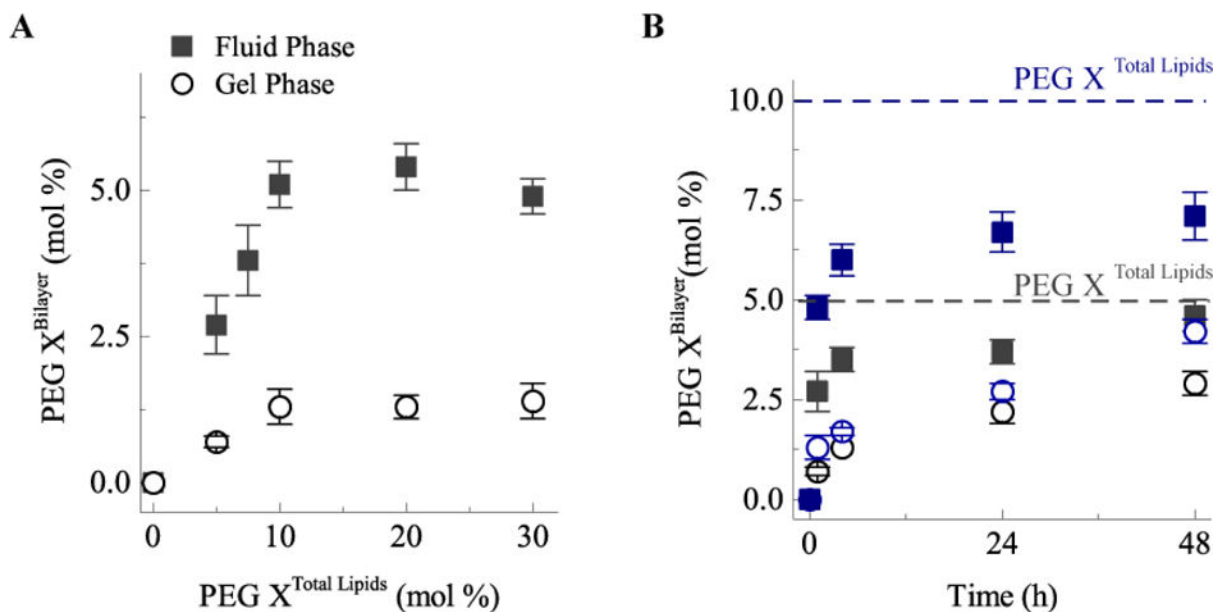 A
Fluid Phase
Gel Phase
5.0
2.5
0.0
0 10 20 30
PEG X^Total Lipids (mol %)
PEG X^Bilayer (mol %)
B
PEG X^Total Lipids
10.0
7.5
PEG X^Total Lipids
5.0
2.5
0.0
0 24 48
Time (h)
PEG X^Bilayer(mol %)